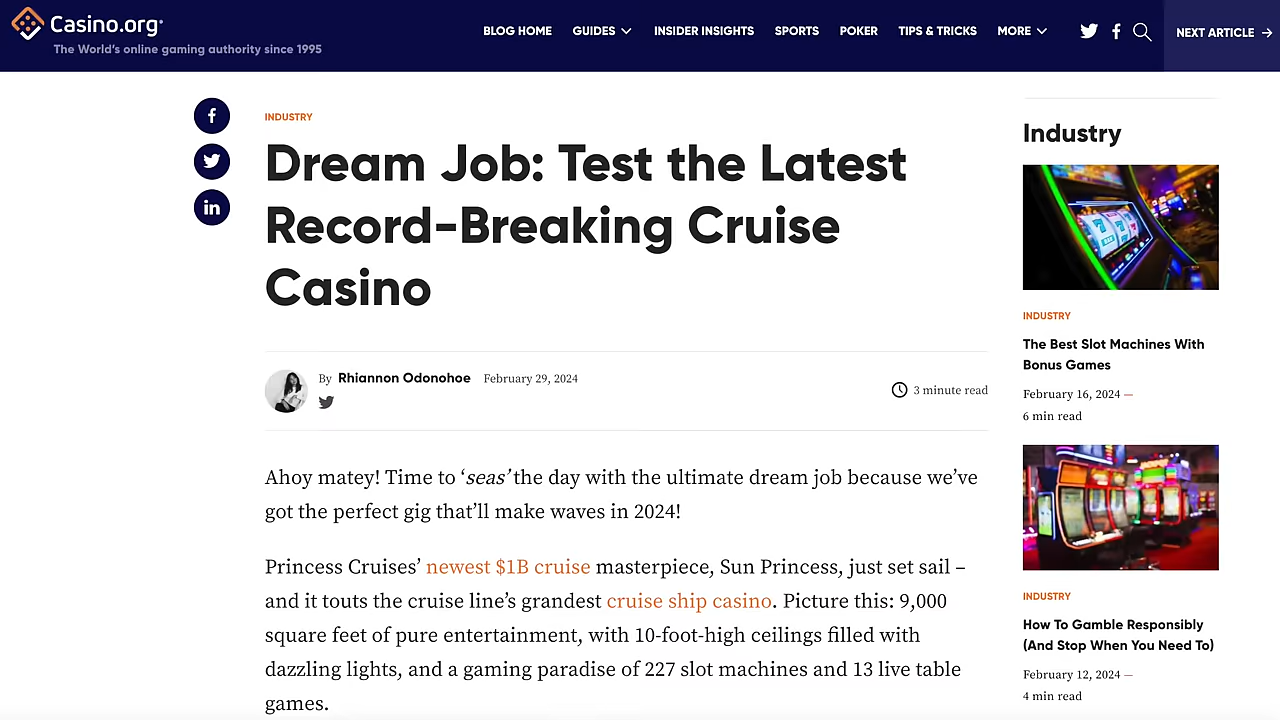 Casino.org
The World's online gaming authority since 1995
BLOG HOME
GUIDES
INSIDER INSIGHTS
SPORTS
POKER
TIPS & TRICKS
MORE
NEXT ARTICLE →
INDUSTRY
Dream Job: Test the Latest
Record-Breaking Cruise
Casino
By Rhiannon Odonohoe February 29, 2024
3 minute read
Ahoy matey! Time to ‘seas’ the day with the ultimate dream job because we’ve
got the perfect gig that’ll make waves in 2024!
Princess Cruises’ newest $1B cruise masterpiece, Sun Princess, just set sail –
and it touts the cruise line’s grandest cruise ship casino. Picture this: 9,000
square feet of pure entertainment, with 10-foot-high ceilings filled with
dazzling lights, and a gaming paradise of 227 slot machines and 13 live table
games.
Industry
INDUSTRY
The Best Slot Machines With
Bonus Games
February 16, 2024 —
6 min read
INDUSTRY
How To Gamble Responsibly
(And Stop When You Need To)
February 12, 2024 —
4 min read